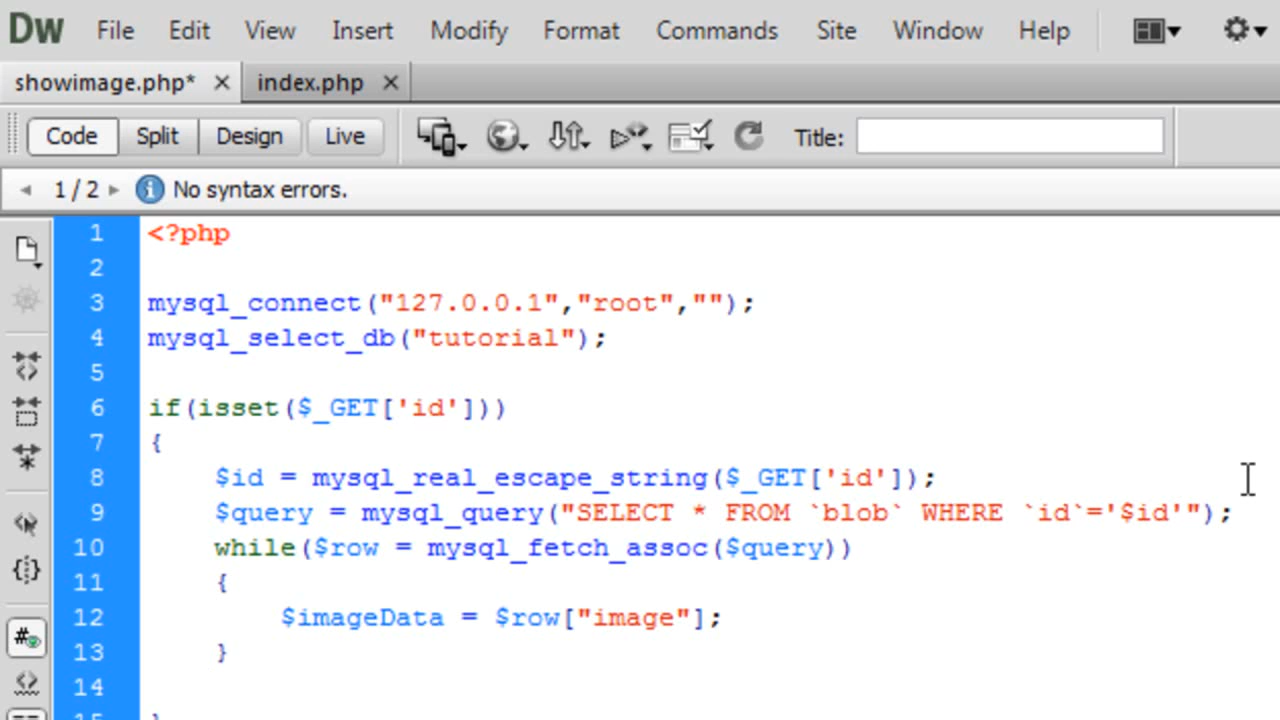 Dw File Edit View Insert Modify Format Commands Site Window Help
showimage.php* index.php
Code Split Design Live Title:
1 / 2 No syntax errors.
1 <?php
2
3 mysql_connect("127.0.0.1","root","");
4 mysql_select_db("tutorial");
5
6 if(isset($_GET['id']))
7 {
8 $id = mysql_real_escape_string($_GET['id']);
9 $query = mysql_query("SELECT * FROM `blob` WHERE `id`='$id'");
10 while($row = mysql_fetch_assoc($query))
11 {
12 $imageData = $row["image"];
13 }
14
15 }